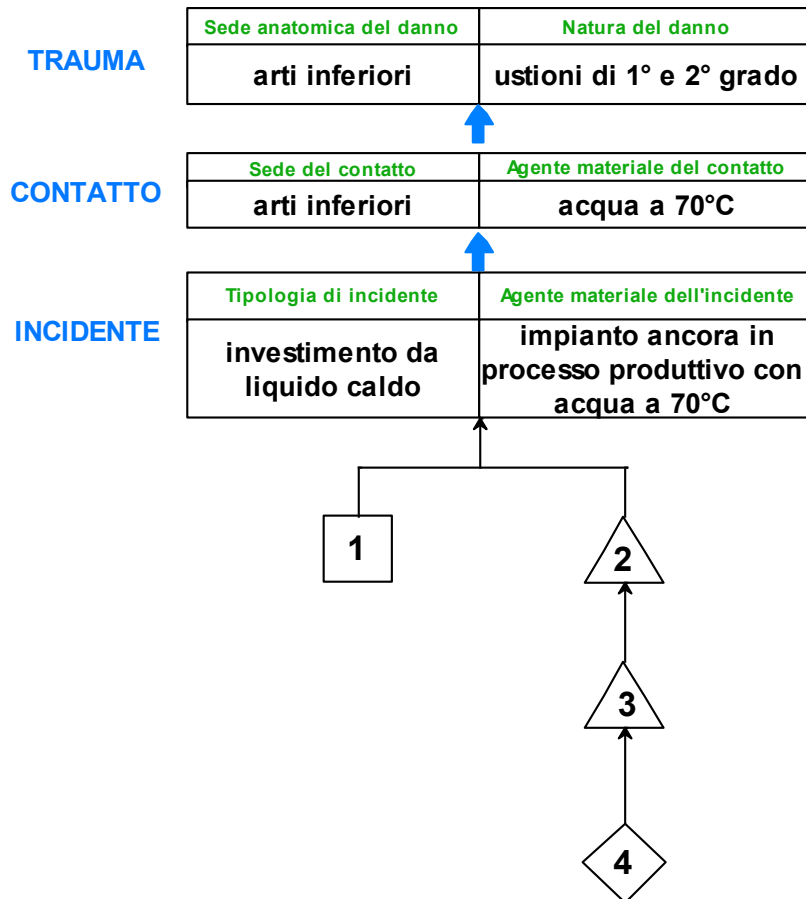 TRAUMA
Sede anatomica del danno
Natura del danno
arti inferiori
ustioni di 1° e 2° grado
CONTATTO
Sede del contatto
Agente materiale del contatto
arti inferiori
acqua a 70°C
INCIDENTE
Tipologia di incidente
Agente materiale dell'incidente
investimento da
liquido caldo
impianto ancora in
processo produttivo con
acqua a 70°C
1
2
3
4